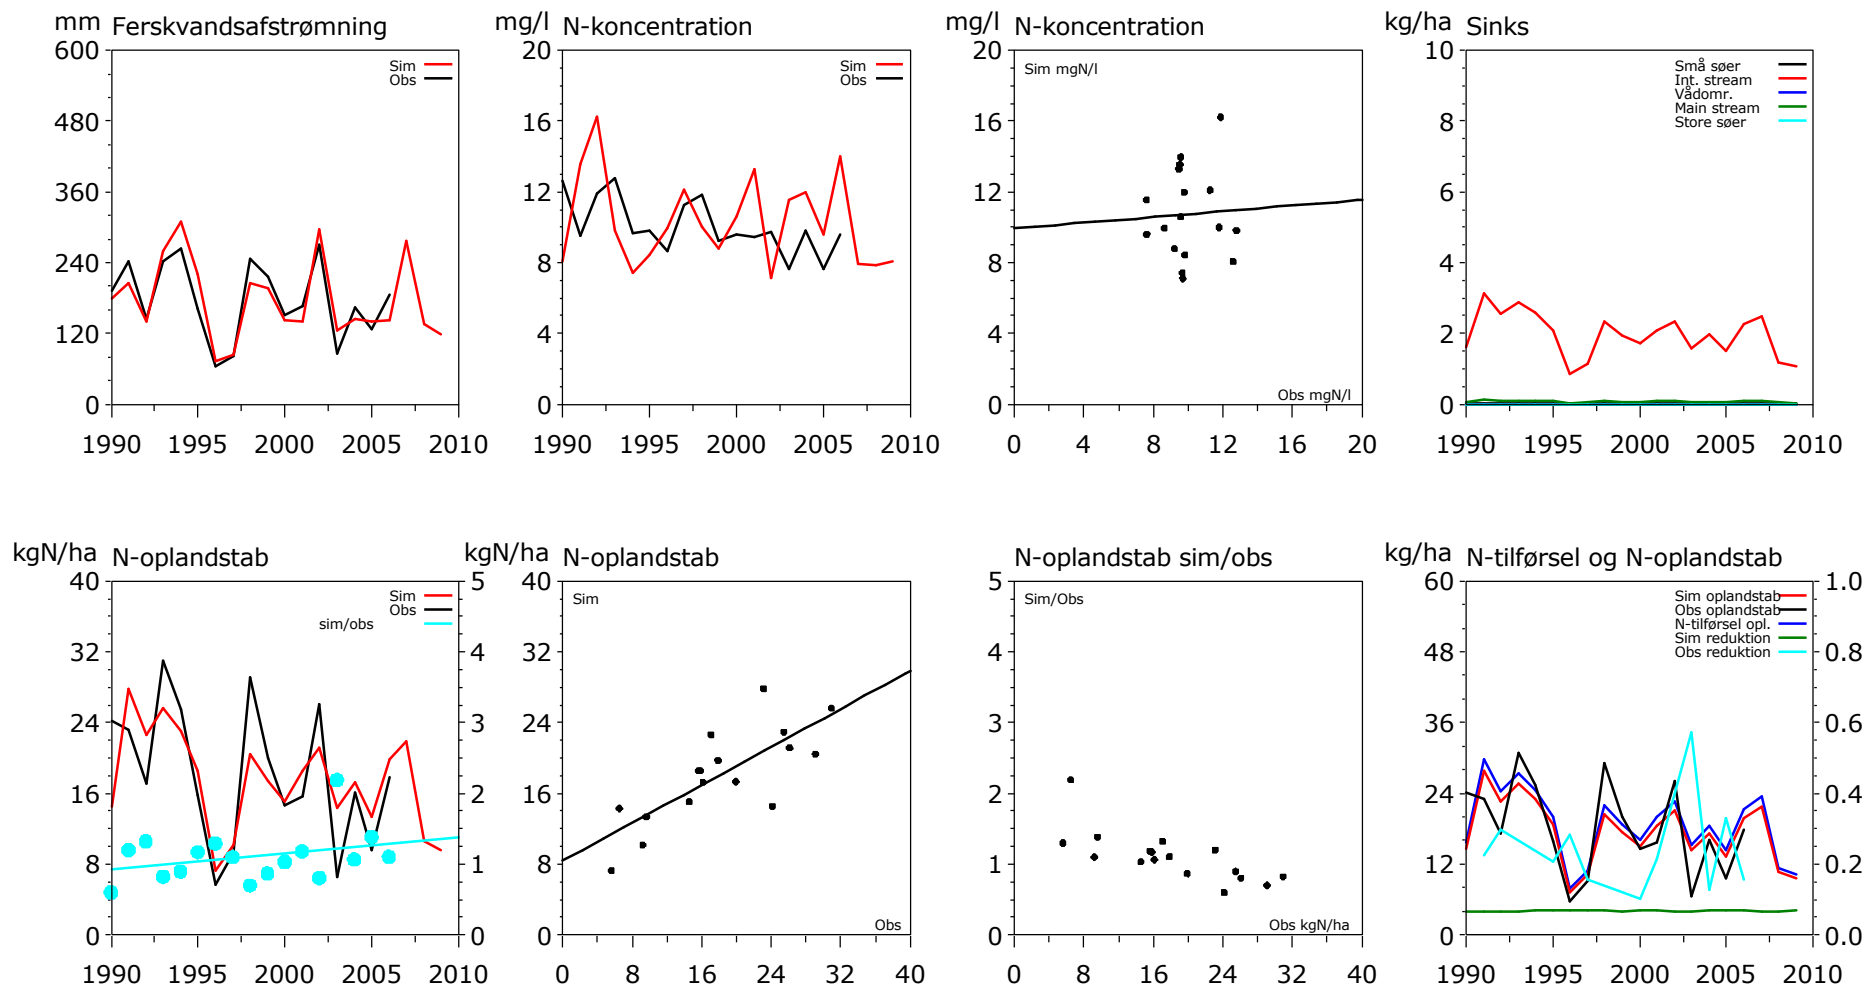 mm Ferskvandsafstrømning
600
480
360
240
120
0
Sim
Obs
1990 1995 2000 2005 2010
mg/l N-koncentration
20
16
12
8
4
0
Sim
Obs
1990 1995 2000 2005 2010
mg/l N-koncentration
20
16
12
8
4
0
Sim mgN/l
Obs mgN/l
0 4 8 12 16 20
kg/ha Sinks
10
8
6
4
2
0
Små søer
Int. stream
Vådomr.
Main stream
Store søer
1990 1995 2000 2005 2010
kgN/ha N-oplandstab
40
32
24
16
8
0
Sim
Obs
sim/obs
5
4
3
2
1
0
1990 1995 2000 2005 2010
kgN/ha N-oplandstab
40
32
24
16
8
0
Sim
Obs
0 8 16 24 32 40
N-oplandstab sim/obs
5
4
3
2
1
0
Sim/Obs
Obs kgN/ha
0 8 16 24 32 40
kg/ha N-tilførsel og N-oplandstab
60
48
36
24
12
0
Sim oplandstab
Obs oplandstab
N-tilførsel opl.
Sim reduktion
Obs reduktion
1.0
0.8
0.6
0.4
0.2
0.0
1990 1995 2000 2005 2010